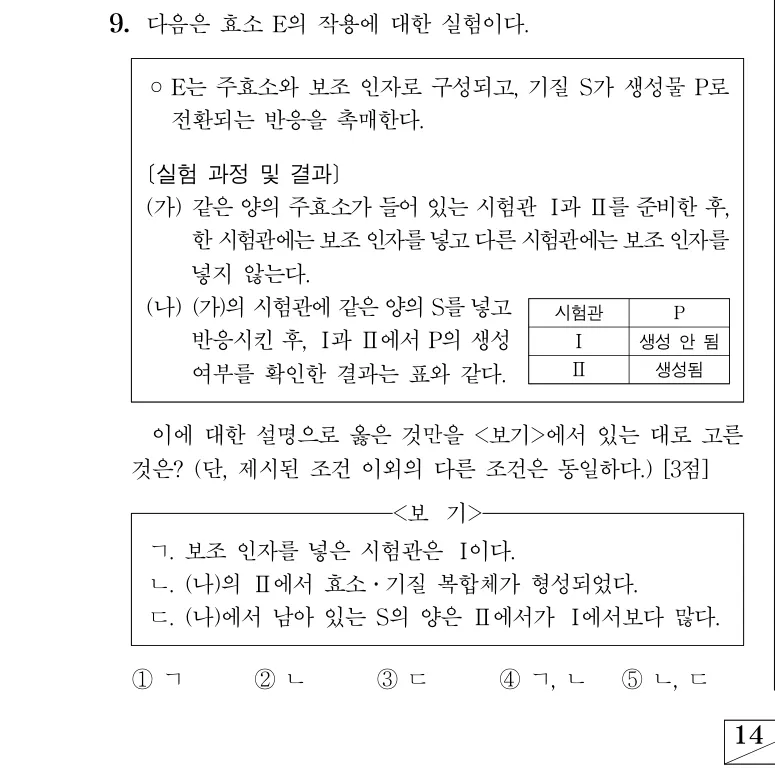 9. 다음은 효소 E의 작용에 대한 실험이다.
○ E는 주효소와 보조 인자로 구성되고, 기질 S가 생성물 P로
전환되는 반응을 촉매한다.
〔실험 과정 및 결과〕
(가) 같은 양의 주효소가 들어 있는 시험관 Ⅰ과 Ⅱ를 준비한 후,
한 시험관에는 보조 인자를 넣고 다른 시험관에는 보조 인자를
넣지 않는다.
(나) (가)의 시험관에 같은 양의 S를 넣고
반응시킨 후, Ⅰ과 Ⅱ에서 P의 생성
여부를 확인한 결과는 표와 같다.
시험관 P
Ⅰ 생성 안 됨
Ⅱ 생성됨
이에 대한 설명으로 옳은 것만을 <보기>에서 있는 대로 고른
것은? (단, 제시된 조건 이외의 다른 조건은 동일하다.) [3점]
<보 기>
ㄱ. 보조 인자를 넣은 시험관은 Ⅰ이다.
ㄴ. (나)의 Ⅱ에서 효소·기질 복합체가 형성되었다.
ㄷ. (나)에서 남아 있는 S의 양은 Ⅱ에서가 Ⅰ에서보다 많다.
① ㄱ ② ㄴ ③ ㄷ ④ ㄱ, ㄴ ⑤ ㄴ, ㄷ
14